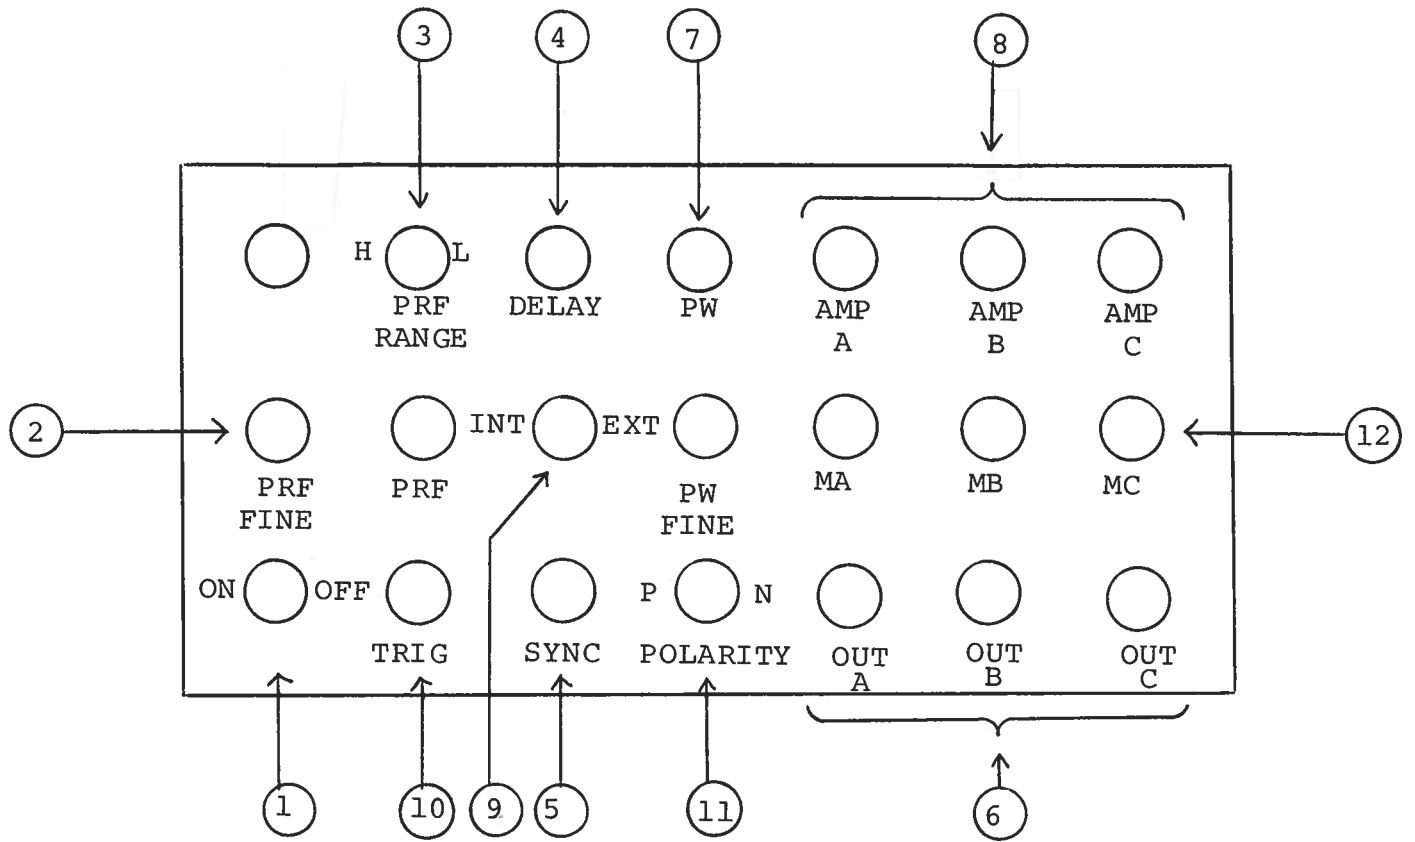 3
4
7
8
H
L
PRF
RANGE
DELAY
PW
AMP
A
AMP
B
AMP
C
2
INT
EXT
12
PRF
FINE
PRF
PW
FINE
MA
MB
MC
ON
OFF
P
N
TRIG
SYNC
POLARITY
OUT
A
OUT
B
OUT
C
1
10
9
5
11
6